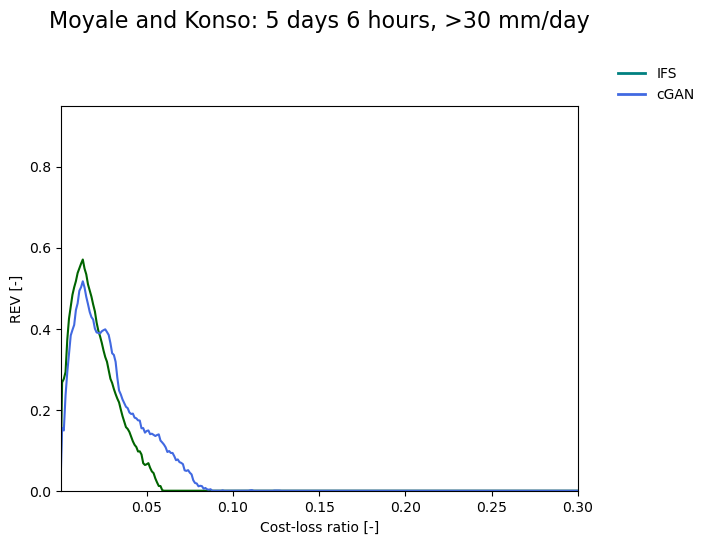 Moyale and Konso: 5 days 6 hours, >30 mm/day
IFS
cGAN
0.8
0.6
0.4
0.2
0.0
REV [-]
0.05
0.10
0.15
0.20
0.25
0.30
Cost-loss ratio [-]